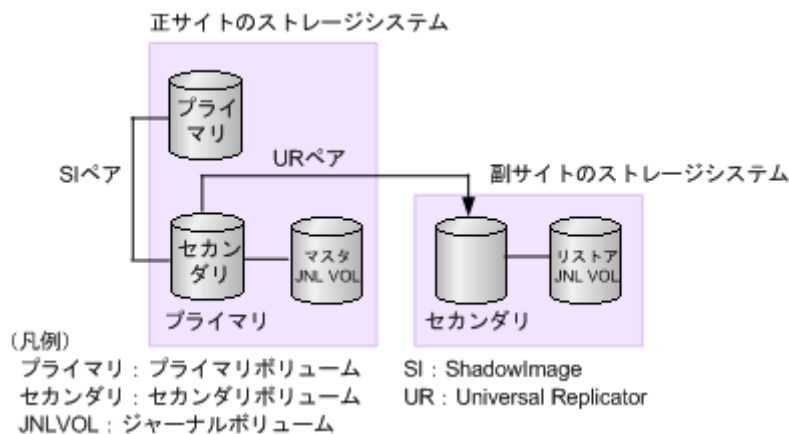 正サイトのストレージシステム
プライ
マリ
SIペア
URペア
副サイトのストレージシステム
セカン
ダリ
マスタ
JNL VOL
リストア
JNL VOL
プライマリ
セカンダリ
(凡例)
プライマリ：プライマリボリューム
SI：ShadowImage
セカンダリ：セカンダリボリューム
UR：Universal Replicator
JNLVOL：ジャーナルボリューム